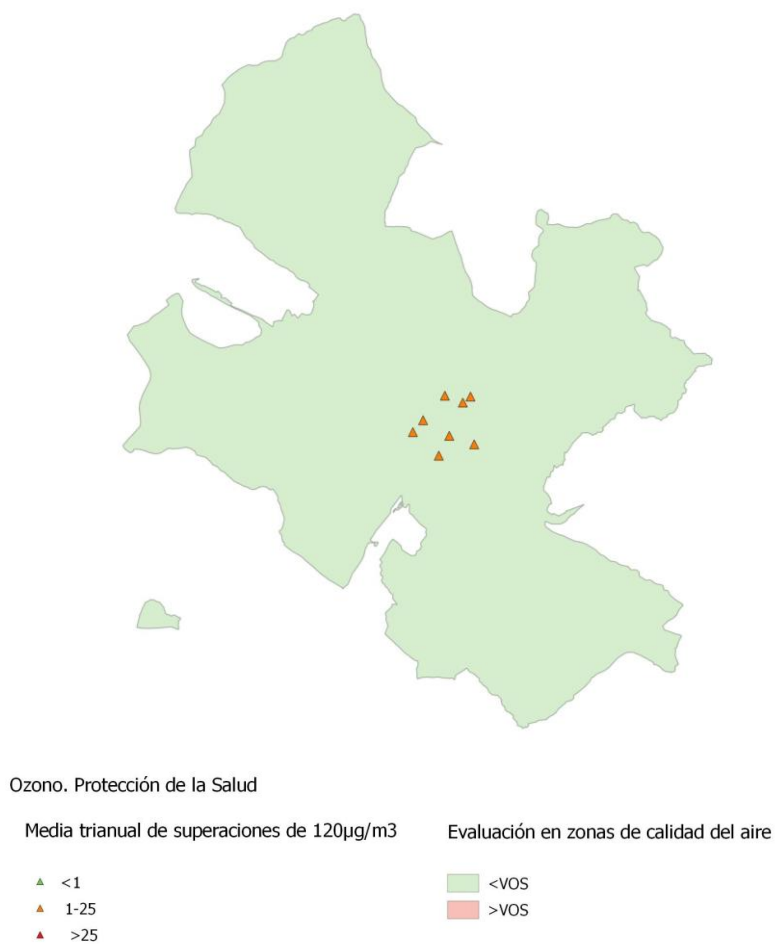 Ozono. Protección de la Salud
Media trianual de superaciones de 120µg/m3
<1
1-25
>25
Evaluación en zonas de calidad del aire
<VOS
>VOS